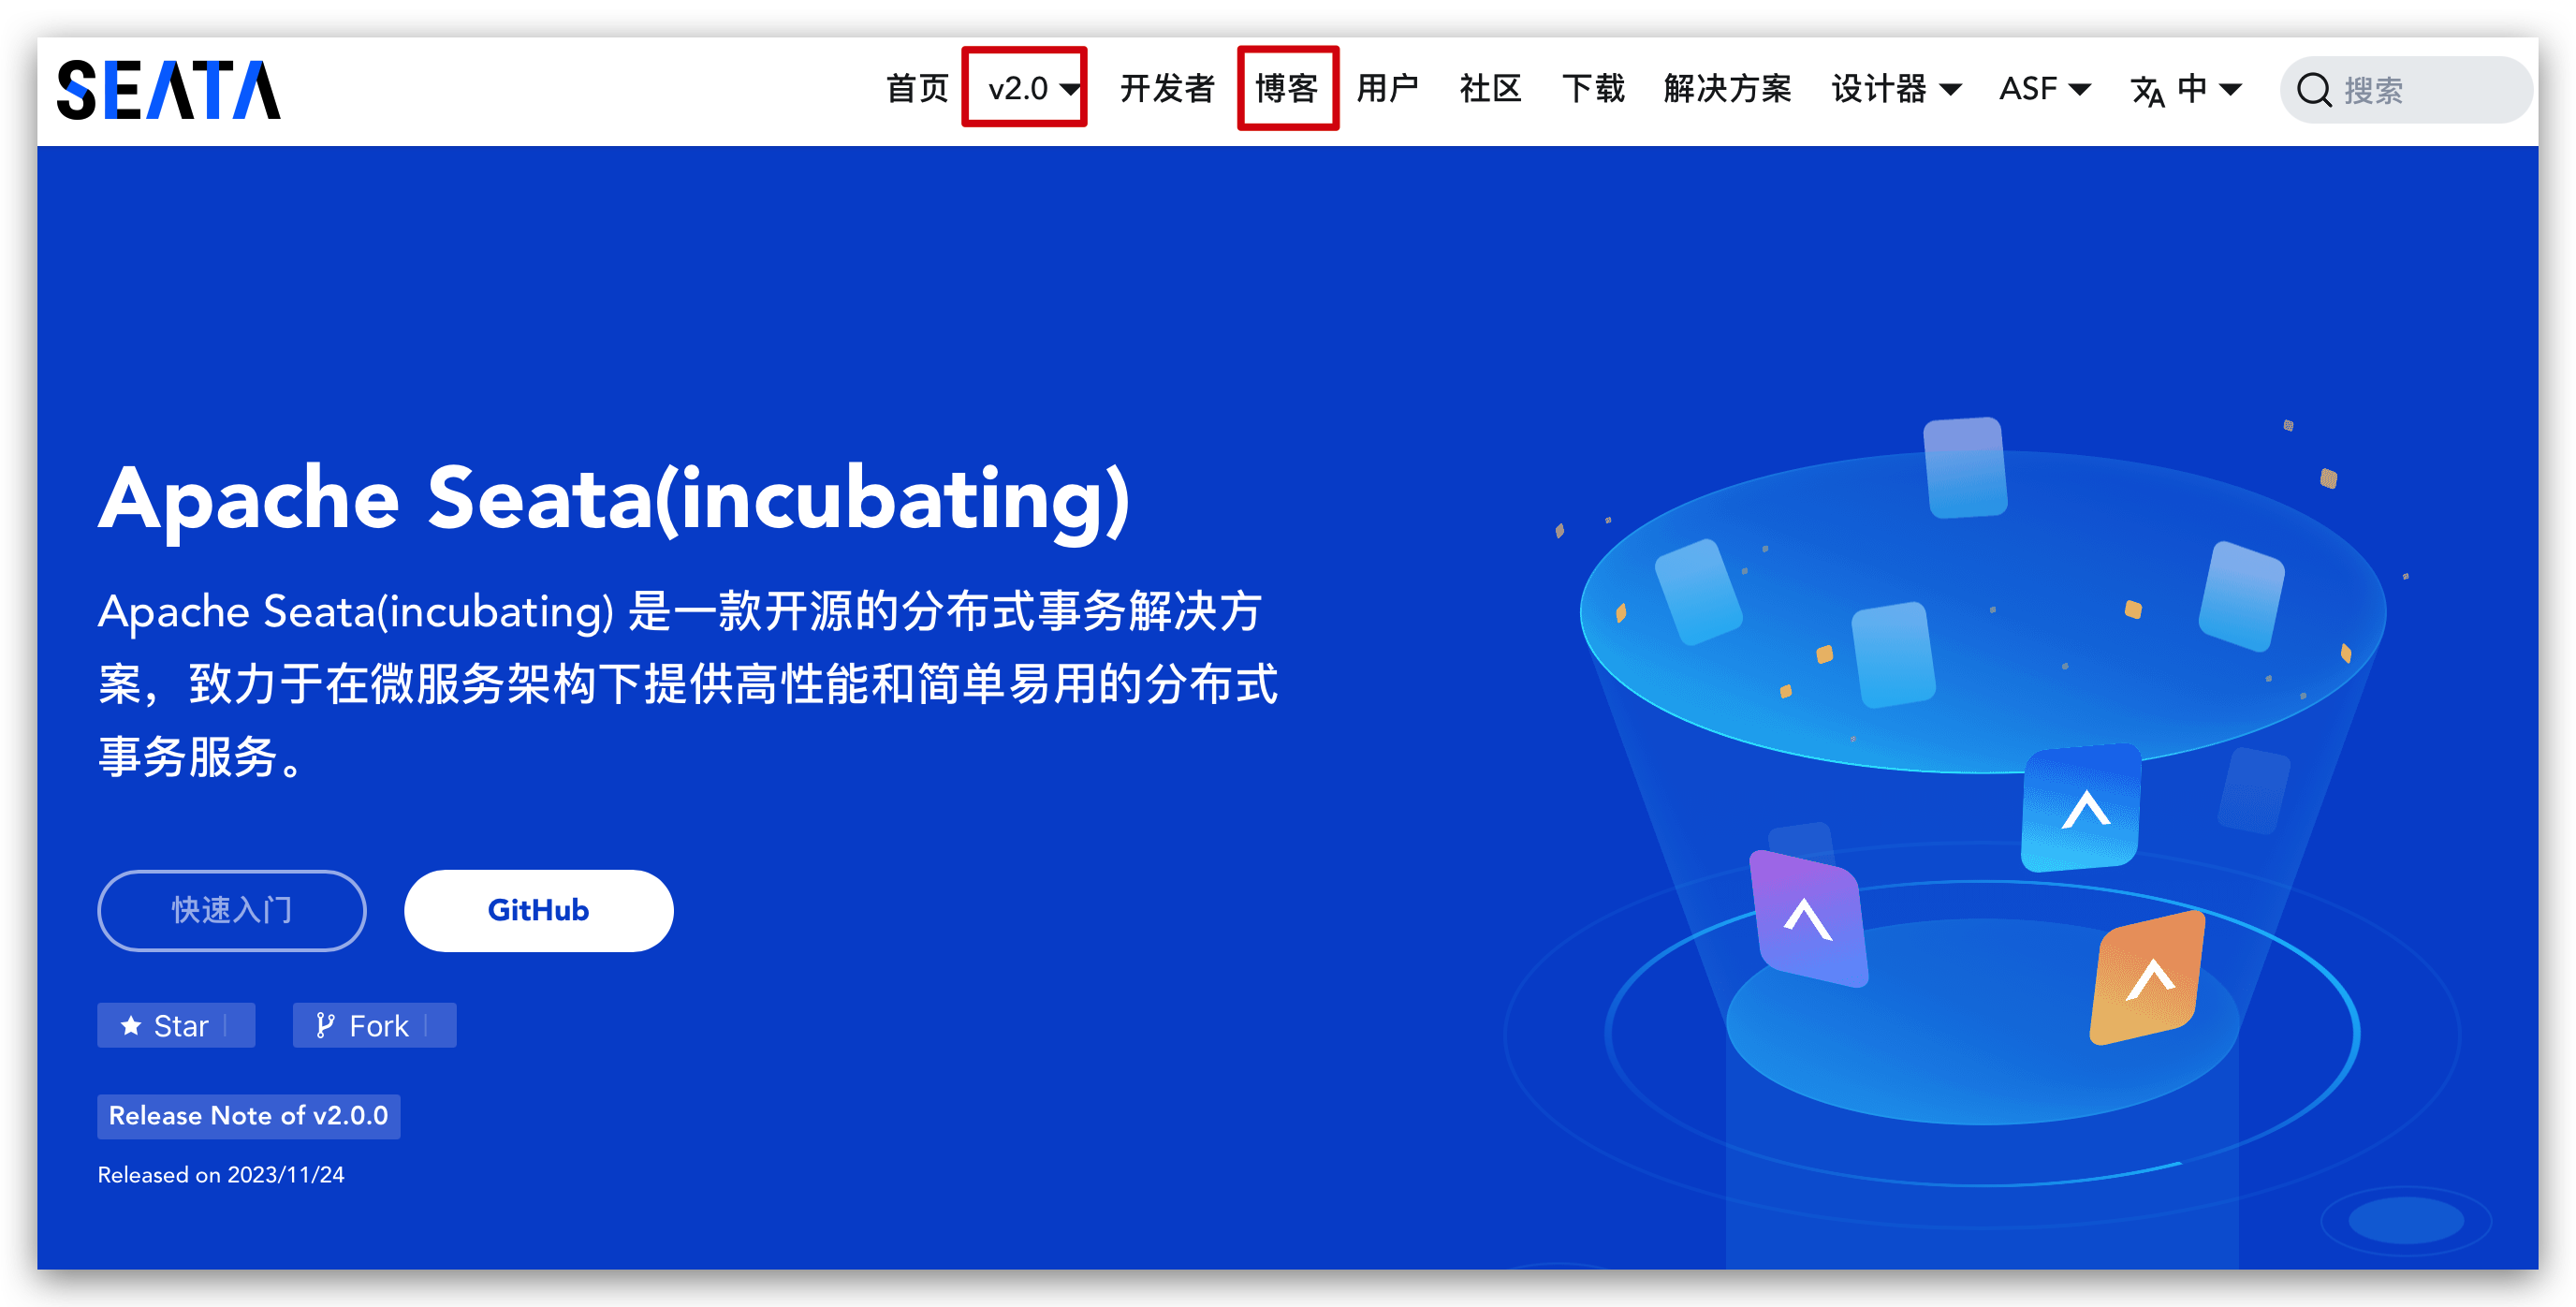 SEATA
首页 v2.0 开发者 博客 用户 社区 下载 解决方案 设计器 ASF 中 搜索
Apache Seata(incubating)
Apache Seata(incubating) 是一款开源的分布式事务解决方
案，致力于在微服务架构下提供高性能和简单易用的分布式
事务服务。
快速入门 GitHub
Star Fork
Release Note of v2.0.0
Released on 2023/11/24